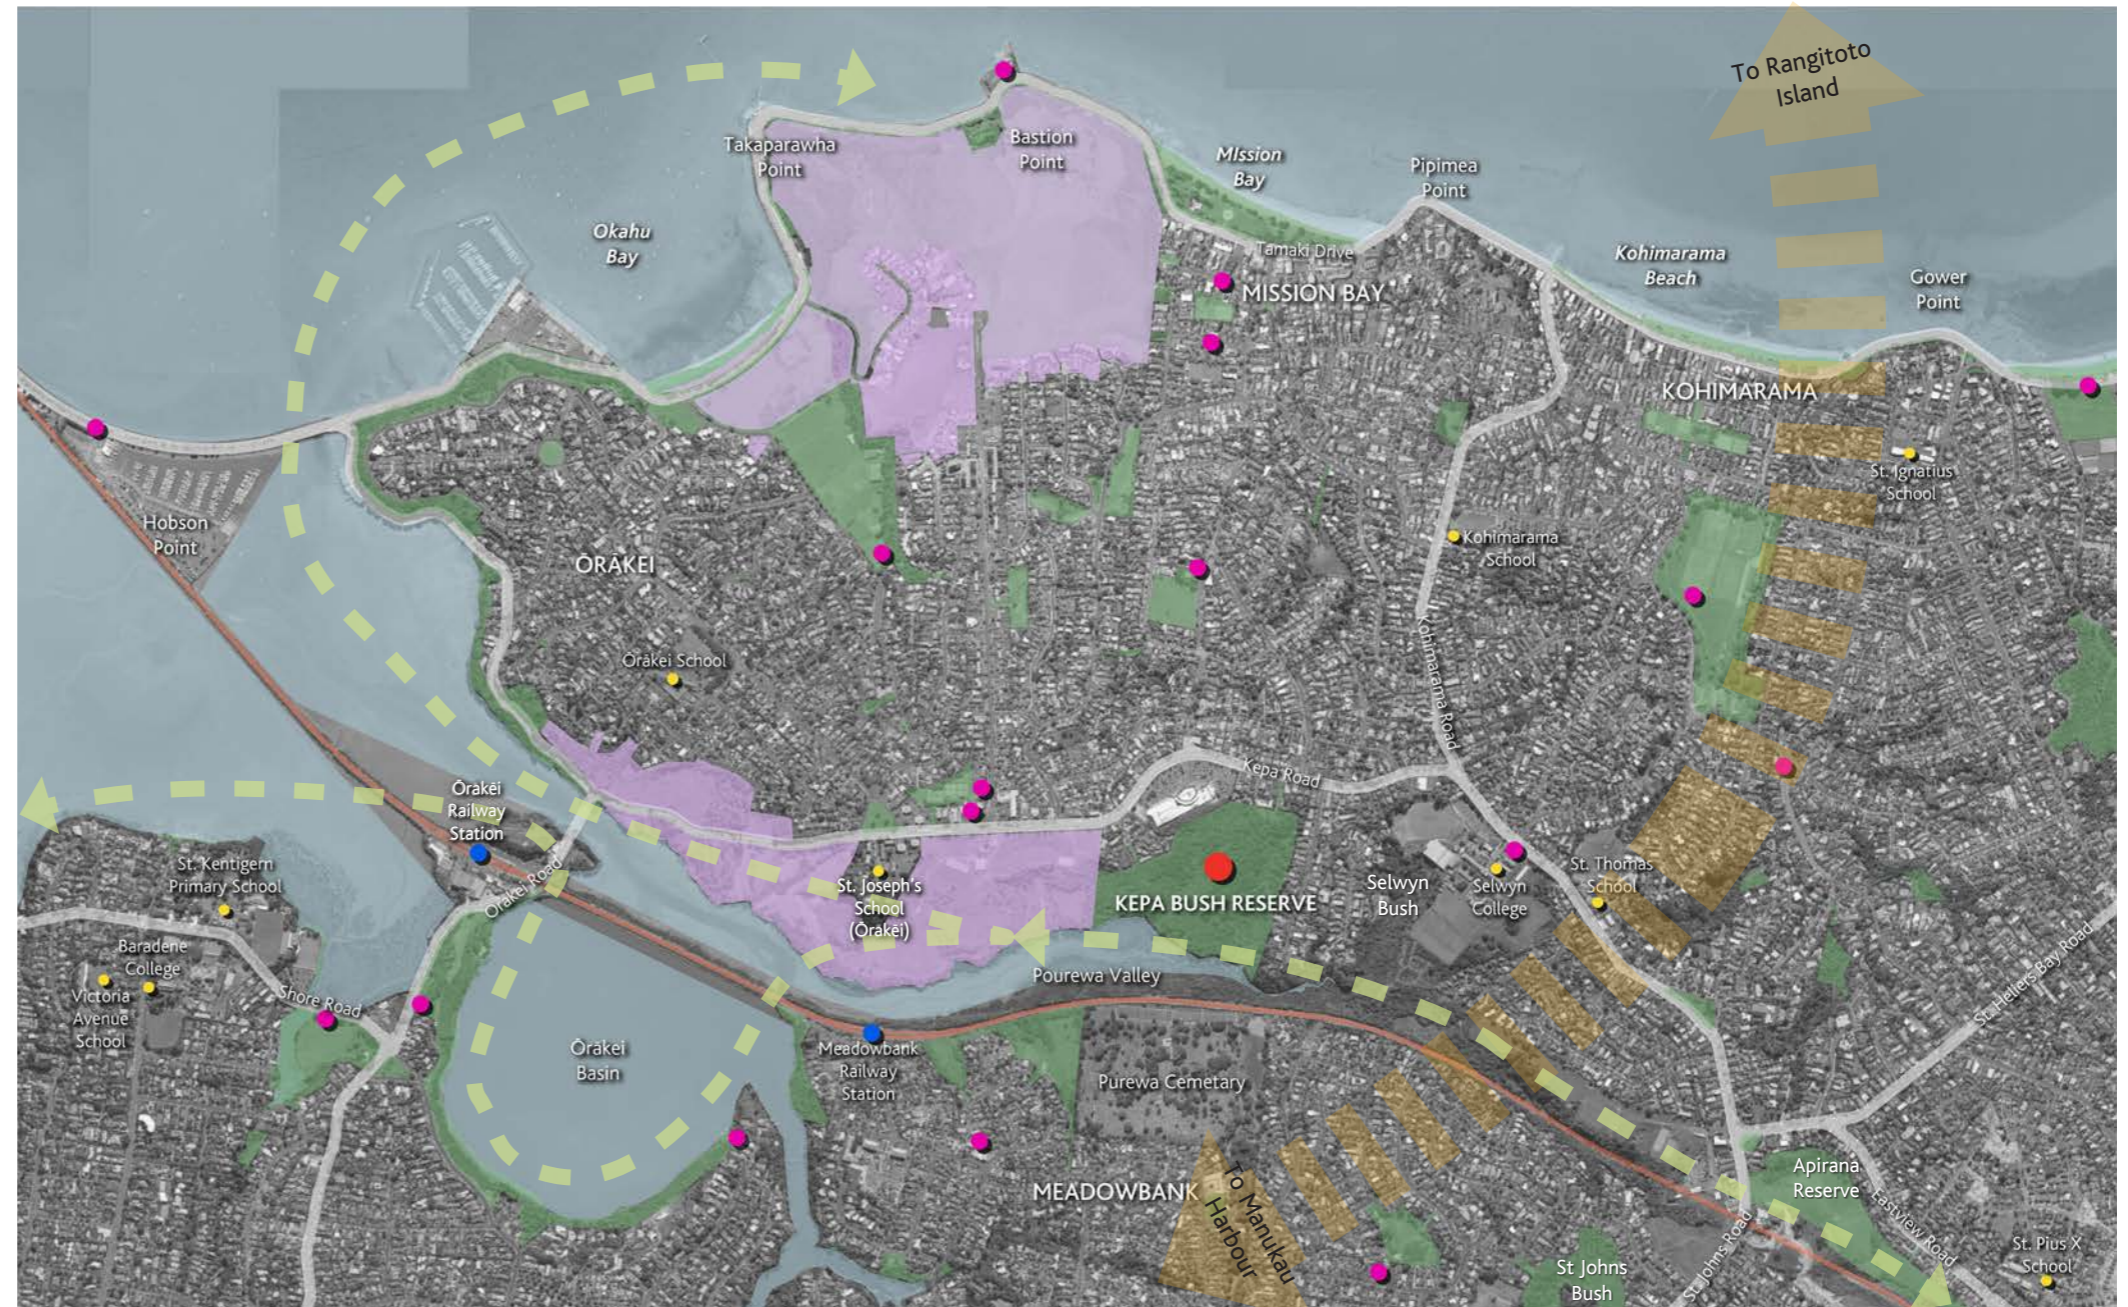 To Rangitoto
Island
Takaparawha
Point
Bastion
Point
MIssion
Bay
Pipimea
Point
Okahu
Bay
Tamaki Drive
MISSION BAY
Kohimarama
Beach
Gower
Point
KOHIMARAMA
St. Ignatius
School
Hobson
Point
ŌRĀKEI
Kohimarama
School
Ōrākei School
Kohimarama Road
Kepa Road
Ōrākēi
Railway
Station
St. Kentigern
Primary School
Orakei Road
St. Joseph's
School
(Ōrakēi)
KEPA BUSH RESERVE
Selwyn
Bush
Selwyn
College
St. Thomas
School
Baradene
College
Victoria
Avenue
School
Shore Road
Pourewa Valley
St. Heliers Bay Road
Ōrākei
Basin
Meadowbank
Railway
Station
Purewa Cemetary
MEADOWBANK
To Manukau
Harbour
Apirana
Reserve
Eastview Road
St Johns
Bush
St Johns Road
St. Pius X
School